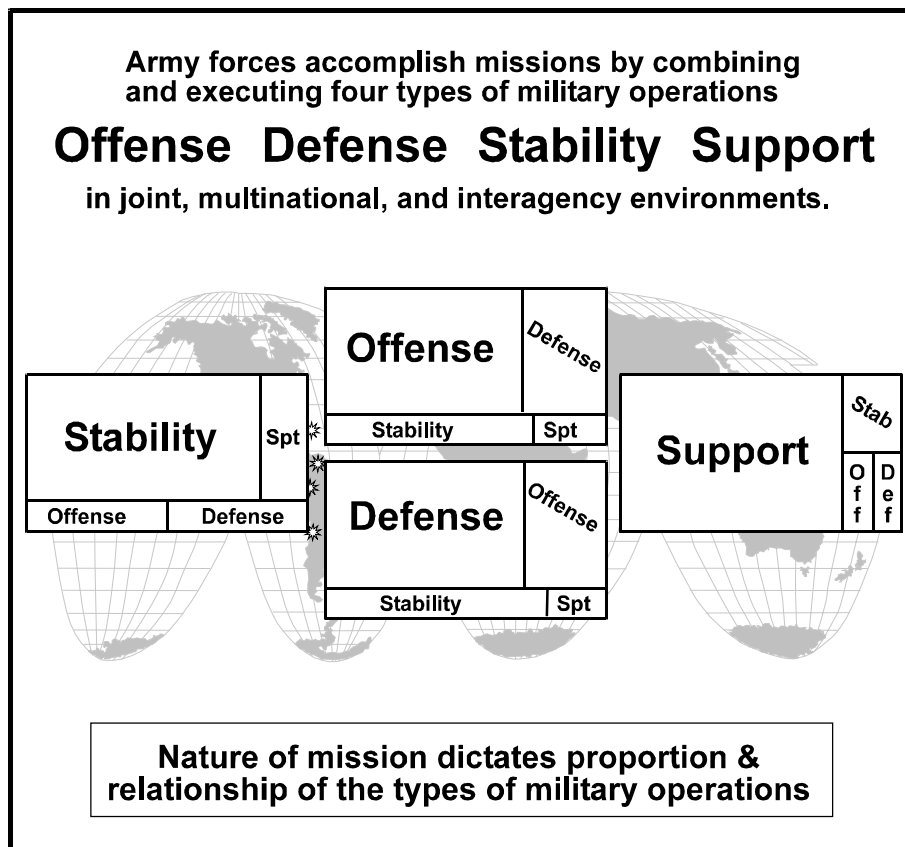 Army forces accomplish missions by combining
and executing four types of military operations
Offense Defense Stability Support
in joint, multinational, and interagency environments.
Offense
Defense
Stability
Spt
Stability
Spt
Offense
Defense
Defense
Offense
Stability
Spt
Support
Stab
Off
Def
Nature of mission dictates proportion &
relationship of the types of military operations